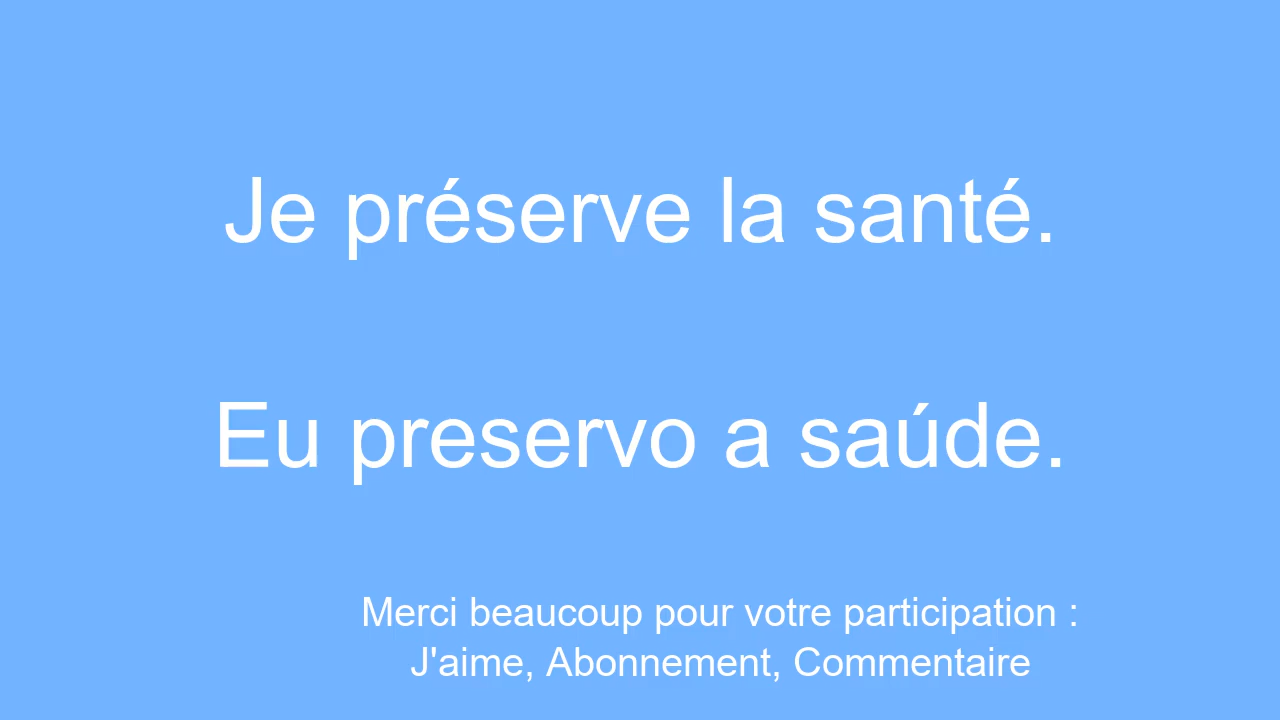 Je préserve la santé.
Eu preservo a saúde.
Merci beaucoup pour votre participation :
J'aime, Abonnement, Commentaire